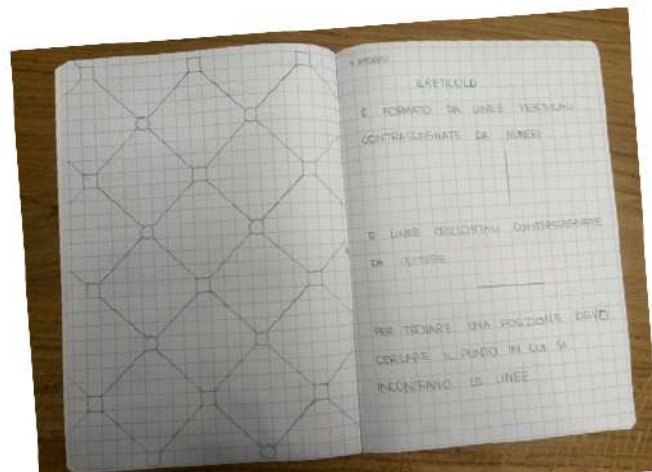 IL RETICOLO
È FORMATO DA LINEE VERTICALI
CONTRASSEGNATE DA NUMERI
E LINEE ORIZZONTALI CONTRASSEGNATE
DA LETTERE
PER TROVARE UNA POSIZIONE DEVO
CERCARE IL PUNTO IN CUI SI
INCONTRANO LE LINEE